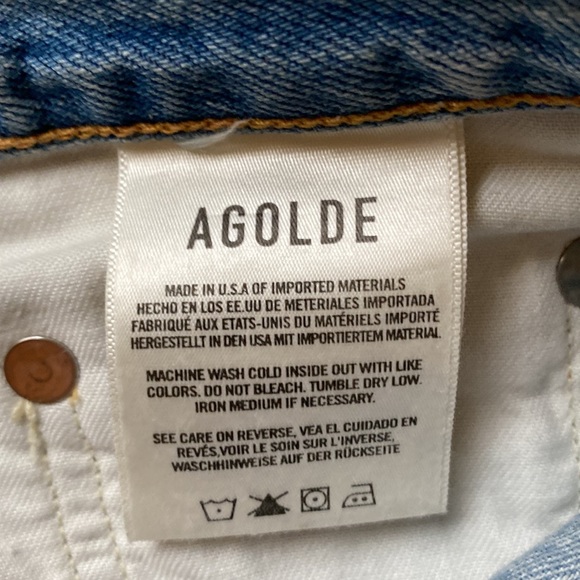 AGOLDE
MADE IN U.S.A OF IMPORTED MATERIALS
HECHO EN LOS EE.UU DE METERIALES IMPORTADA
FABRIQUÉ AUX ETATS-UNIS DU MATÉRIELS IMPORTÉ
HERGESTELLT IN DEN USA MIT IMPORTIERTEM MATERIAL
MACHINE WASH COLD INSIDE OUT WITH LIKE
COLORS. DO NOT BLEACH. TUMBLE DRY LOW.
IRON MEDIUM IF NECESSARY.
SEE CARE ON REVERSE, VEA EL CUIDADO EN
REVÉS,VOIR LE SOIN SUR L'INVERSE,
WASCHHINWEISE AUF DER RÜCKSEITE